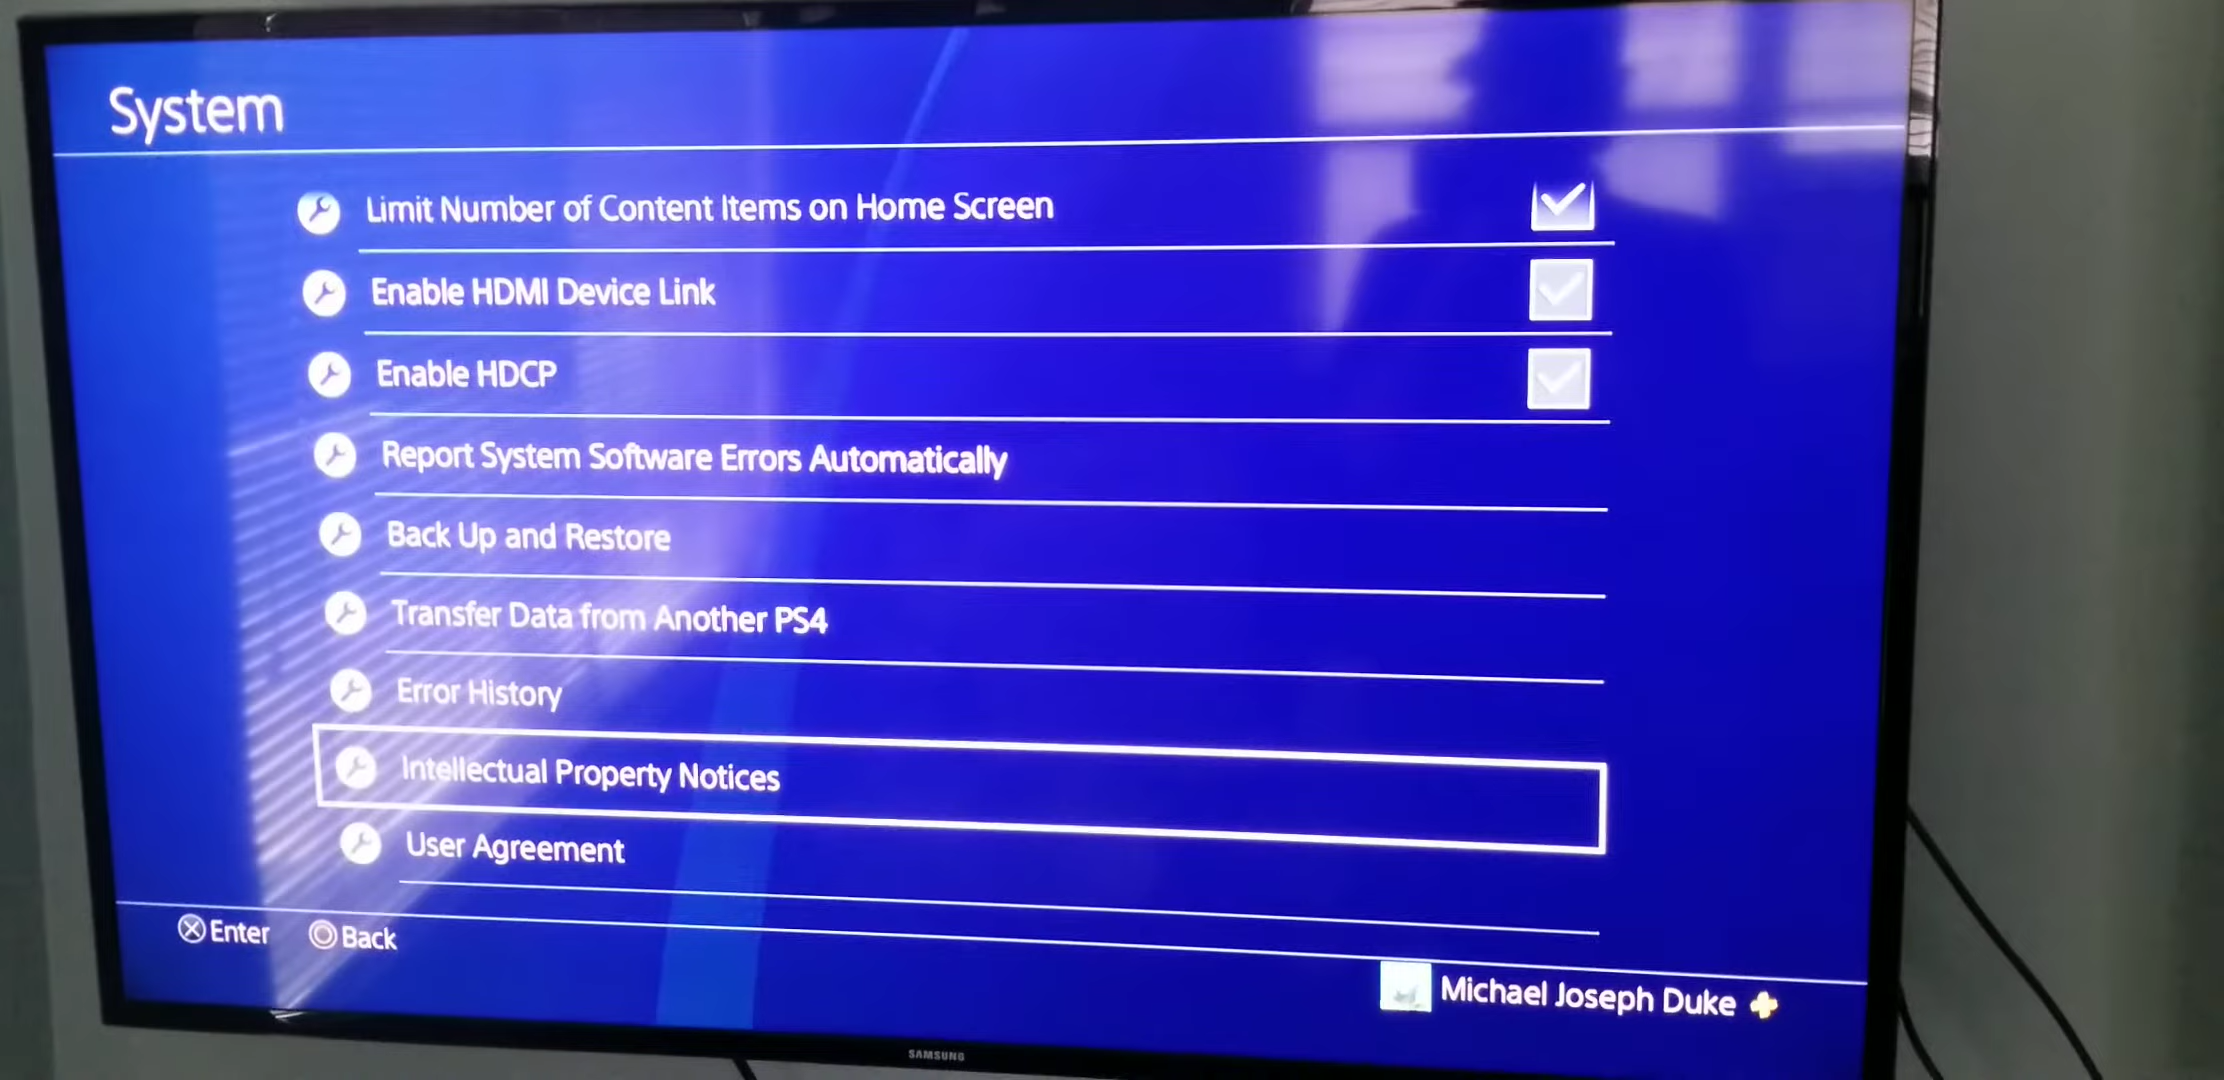 System
Limit Number of Content Items on Home Screen
Enable HDMI Device Link
Enable HDCP
Report System Software Errors Automatically
Back Up and Restore
Transfer Data from Another PS4
Error History
Intellectual Property Notices
User Agreement
Enter Back
Michael Joseph Duke
SAMSUNG